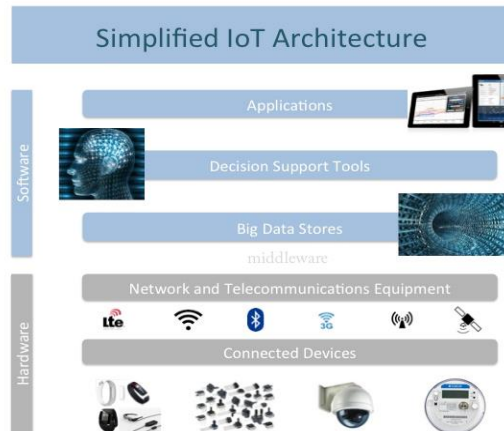 Simplified IoT Architecture
Software
Applications
Decision Support Tools
Big Data Stores
middleware
Hardware
Network and Telecommunications Equipment
Lte
3G
Connected Devices